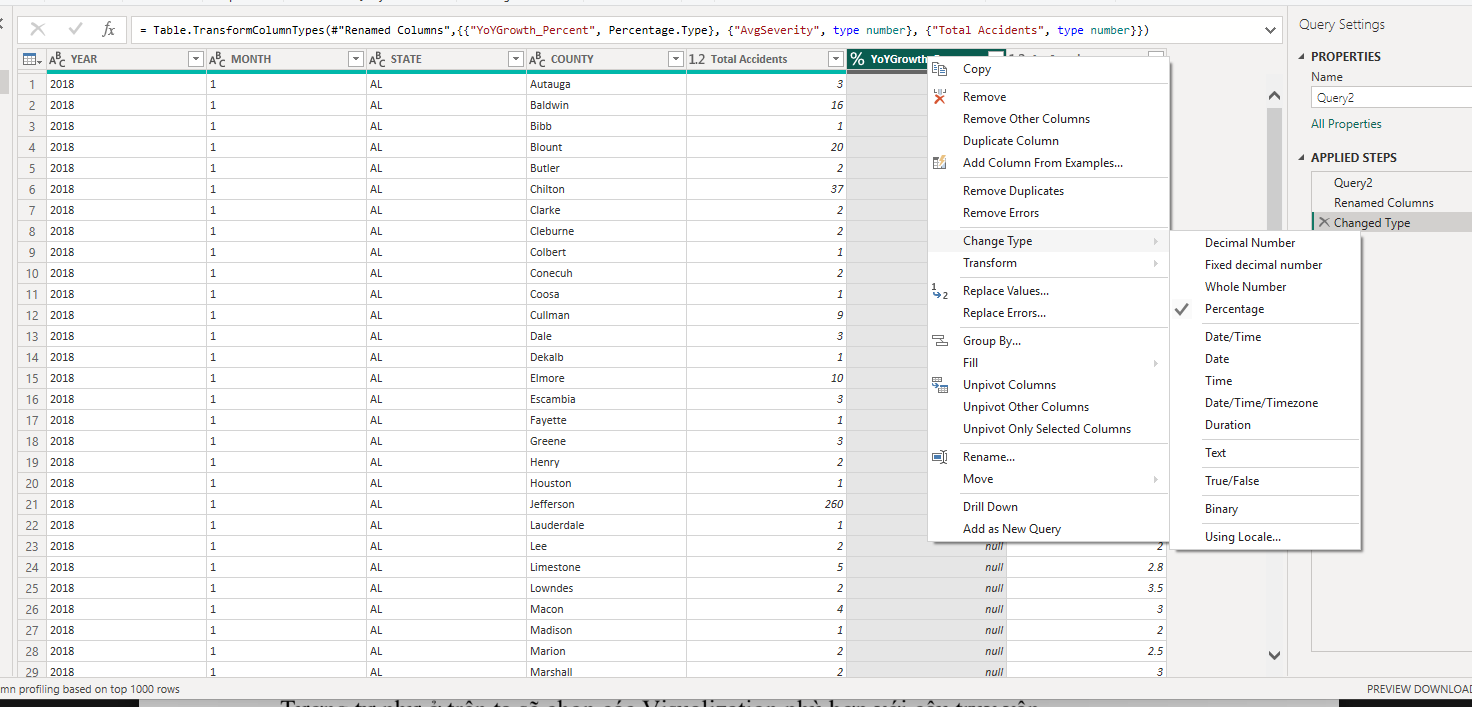 = Table.TransformColumnTypes(#"Renamed Columns",{{"YoYGrowth_Percent", Percentage.Type}, {"AvgSeverity", type number}, {"Total Accidents", type number}})
Query Settings
PROPERTIES
Name
Query2
All Properties
APPLIED STEPS
Query2
Renamed Columns
Changed Type
YEAR MONTH STATE COUNTY 1.2 Total Accidents % YoYGrowth
1 2018 1 AL Autauga 3
2 2018 1 AL Baldwin 16
3 2018 1 AL Bibb 1
4 2018 1 AL Blount 20
5 2018 1 AL Butler 2
6 2018 1 AL Chilton 37
7 2018 1 AL Clarke 2
8 2018 1 AL Cleburne 2
9 2018 1 AL Colbert 1
10 2018 1 AL Conecuh 2
11 2018 1 AL Coosa 1
12 2018 1 AL Cullman 9
13 2018 1 AL Dale 3
14 2018 1 AL Dekalb 1
15 2018 1 AL Elmore 10
16 2018 1 AL Escambia 3
17 2018 1 AL Fayette 1
18 2018 1 AL Greene 3
19 2018 1 AL Henry 2
20 2018 1 AL Houston 1
21 2018 1 AL Jefferson 260
22 2018 1 AL Lauderdale 1
23 2018 1 AL Lee 2 null 2
24 2018 1 AL Limestone 5 null 2.8
25 2018 1 AL Lowndes 2 null 3.5
26 2018 1 AL Macon 4 null 3
27 2018 1 AL Madison 1 null 2
28 2018 1 AL Marion 2 null 2.5
29 2018 1 AL Marshall 2 null 3
Copy
Remove
Remove Other Columns
Duplicate Column
Add Column From Examples...
Remove Duplicates
Remove Errors
Change Type
Transform
Replace Values...
Replace Errors...
Group By...
Fill
Unpivot Columns
Unpivot Other Columns
Unpivot Only Selected Columns
Rename...
Move
Drill Down
Add as New Query
Decimal Number
Fixed decimal number
Whole Number
Percentage
Date/Time
Date
Time
Date/Time/Timezone
Duration
Text
True/False
Binary
Using Locale...
mn profiling based on top 1000 rows
PREVIEW DOWNLOAD